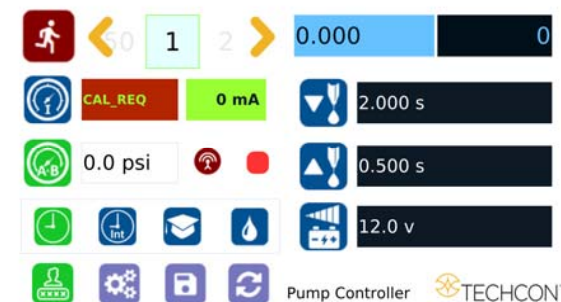 50 1 2 0.000 0
I CAL_REQ 0 mA 2.000 s
A-B 0.0 psi 0.500 s
Int 12.0 v
Pump Controller TECHCON